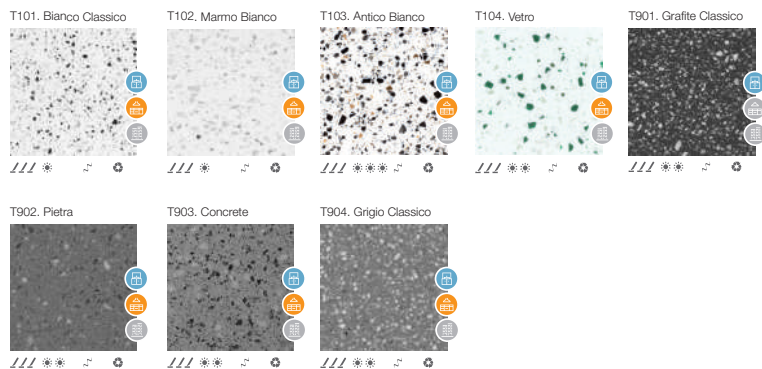 T101. Bianco Classico
T102. Marmo Bianco
T103. Antico Bianco
T104. Vetro
T901. Grafite Classico
T902. Pietra
T903. Concrete
T904. Grigio Classico